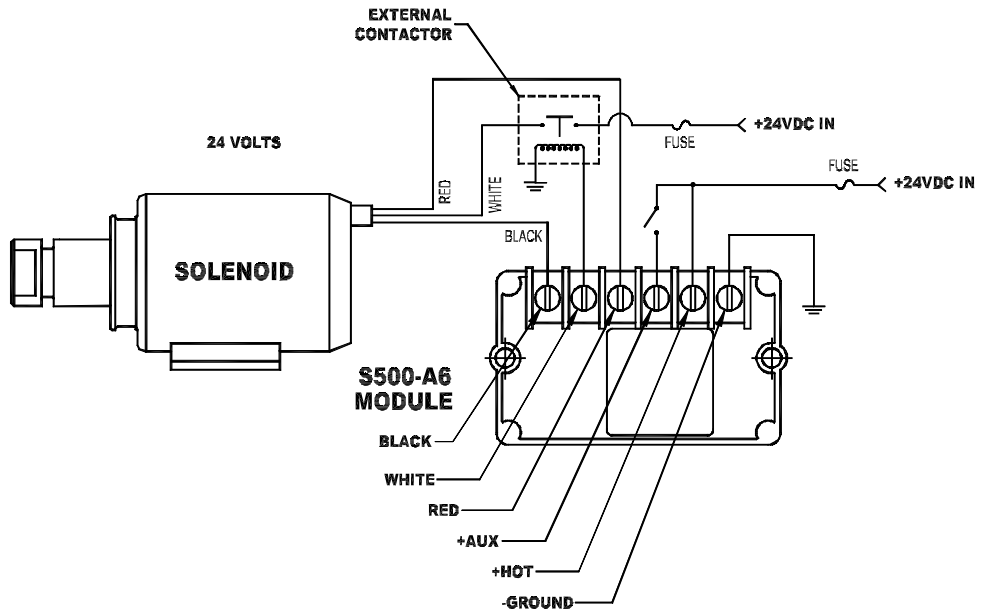 EXTERNAL
CONTACTOR
24 VOLTS
+24VDC IN
FUSE
FUSE
+24VDC IN
RED
WHITE
BLACK
SOLENOID
S500-A6
MODULE
BLACK
WHITE
RED
+AUX
+HOT
-GROUND